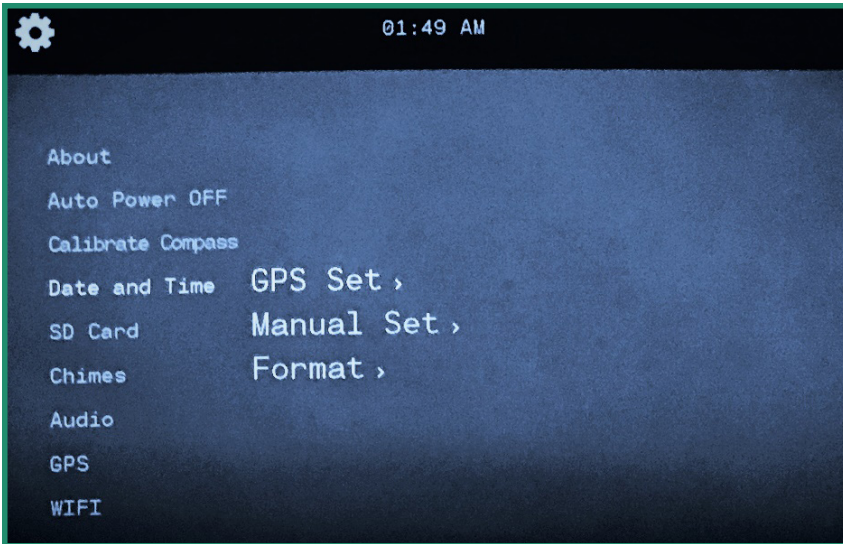 01:49 AM
About
Auto Power OFF
Calibrate Compass
Date and Time
GPS Set ›
Manual Set ›
Format ›
SD Card
Chimes
Audio
GPS
WIFI